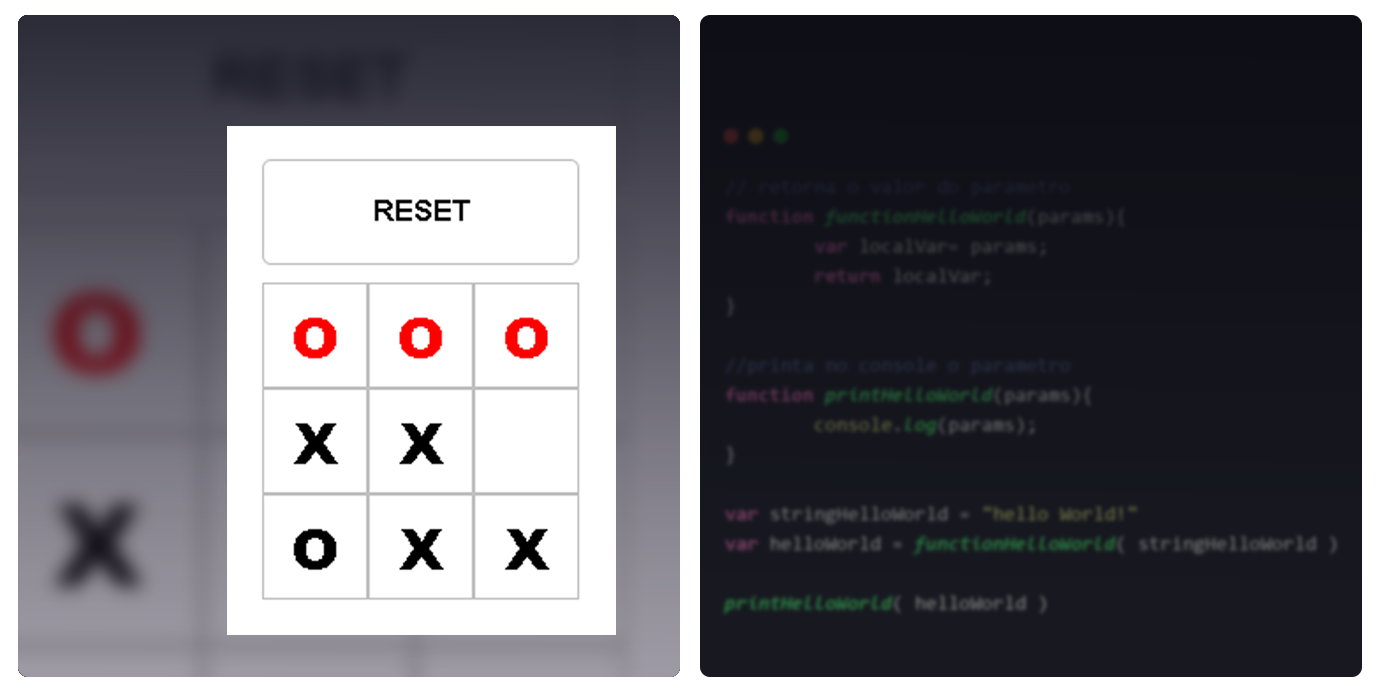 RESET
RESET
O O O
X X
O X X
O
X
// retorna o valor do parametro
function functionHelloWorld(params){
var localVar= params;
return localVar;
}
//printa no console o parametro
function printHelloWorld(params){
console.log(params);
}
var stringHelloWorld = "hello World!"
var helloWorld = functionHelloWorld( stringHelloWorld )
printHelloWorld( helloWorld )